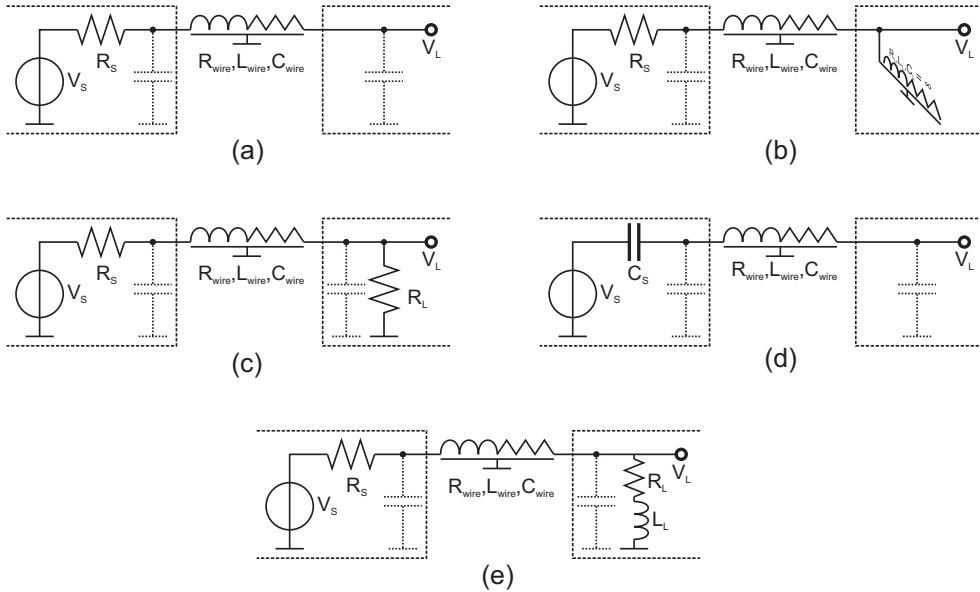 R_S
V_S
R_wire,L_wire,C_wire
V_L
(a)
R_S
V_S
R_wire,L_wire,C_wire
R,L,C = ∞
V_L
(b)
R_S
V_S
R_wire,L_wire,C_wire
R_L
V_L
(c)
C_S
V_S
R_wire,L_wire,C_wire
(d)
R_S
V_S
R_wire,L_wire,C_wire
R_L
L_L
V_L
(e)